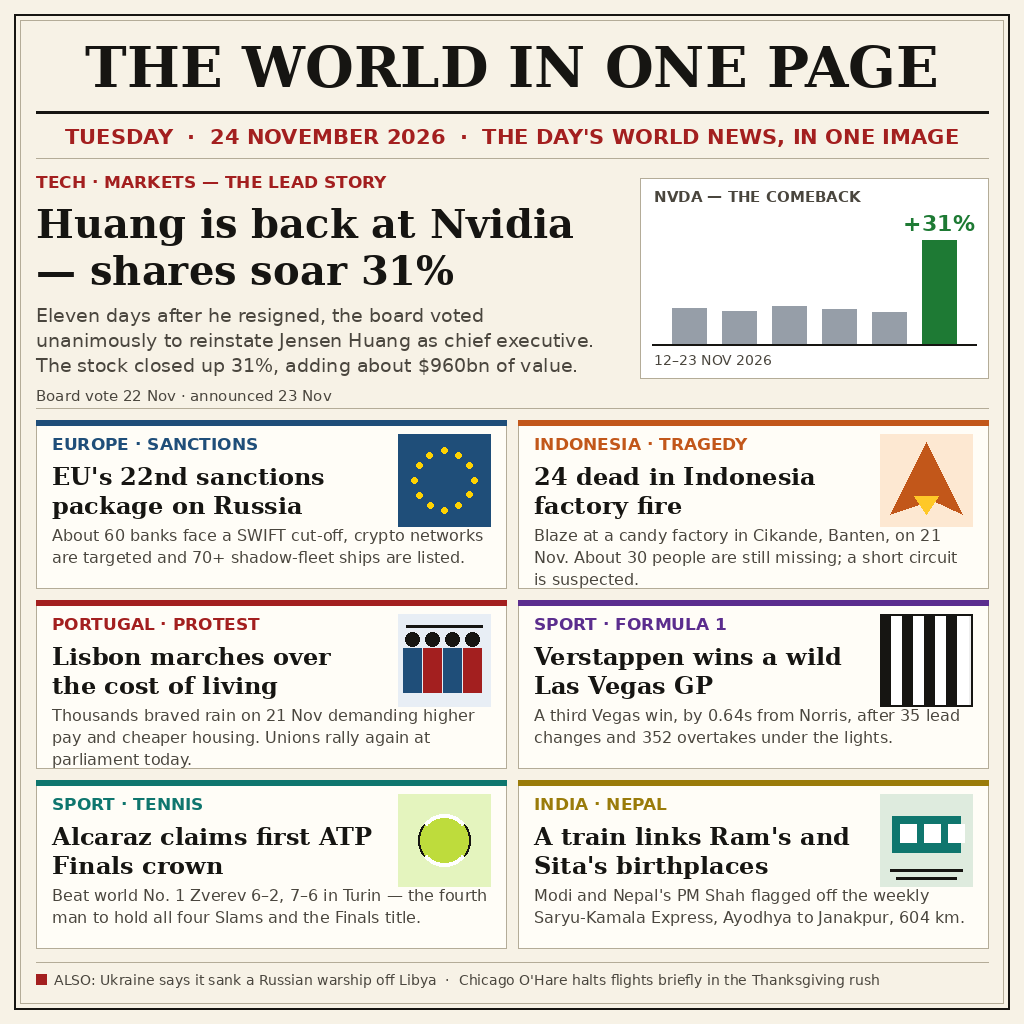 THE WORLD IN ONE PAGE
TUESDAY · 24 NOVEMBER 2026 · THE DAY'S WORLD NEWS, IN ONE IMAGE
TECH · MARKETS — THE LEAD STORY
Huang is back at Nvidia
— shares soar 31%
Eleven days after he resigned, the board voted
unanimously to reinstate Jensen Huang as chief executive.
The stock closed up 31%, adding about $960bn of value.
Board vote 22 Nov · announced 23 Nov
NVDA — THE COMEBACK
+31%
12–23 NOV 2026
EUROPE · SANCTIONS
EU's 22nd sanctions
package on Russia
About 60 banks face a SWIFT cut-off, crypto networks
are targeted and 70+ shadow-fleet ships are listed.
INDONESIA · TRAGEDY
24 dead in Indonesia
factory fire
Blaze at a candy factory in Cikande, Banten, on 21
Nov. About 30 people are still missing; a short circuit
is suspected.
PORTUGAL · PROTEST
Lisbon marches over
the cost of living
Thousands braved rain on 21 Nov demanding higher
pay and cheaper housing. Unions rally again at
parliament today.
SPORT · FORMULA 1
Verstappen wins a wild
Las Vegas GP
A third Vegas win, by 0.64s from Norris, after 35 lead
changes and 352 overtakes under the lights.
SPORT · TENNIS
Alcaraz claims first ATP
Finals crown
Beat world No. 1 Zverev 6–2, 7–6 in Turin — the fourth
man to hold all four Slams and the Finals title.
INDIA · NEPAL
A train links Ram's and
Sita's birthplaces
Modi and Nepal's PM Shah flagged off the weekly
Saryu-Kamala Express, Ayodhya to Janakpur, 604 km.
ALSO: Ukraine says it sank a Russian warship off Libya · Chicago O'Hare halts flights briefly in the Thanksgiving rush